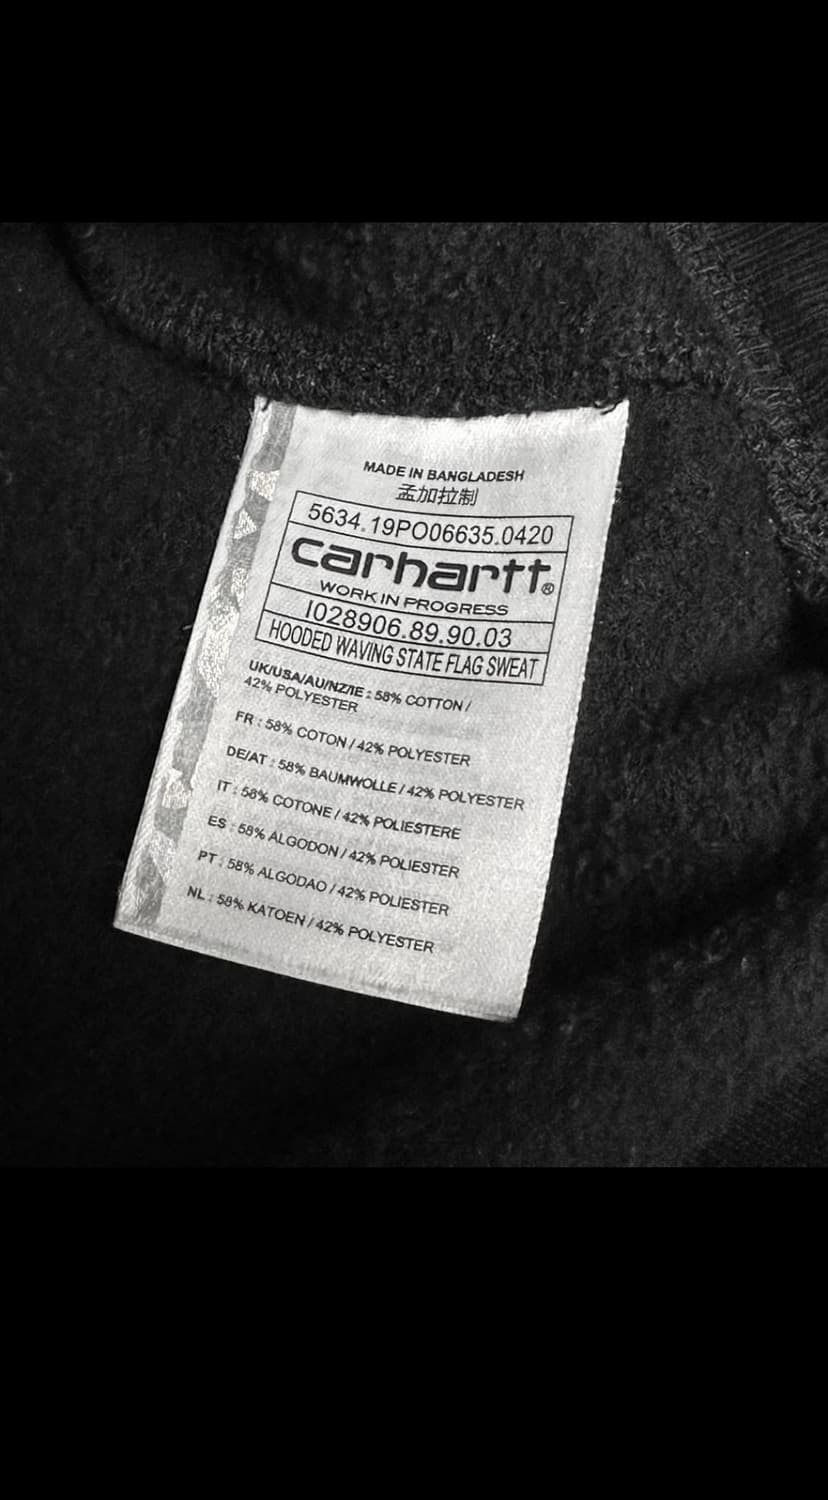 MADE IN BANGLADESH
孟加拉制
5634.19PO06635.0420
carhartt®
WORK IN PROGRESS
I028906.89.90.03
HOODED WAVING STATE FLAG SWEAT
UK/USA/AU/NZ/IE : 58% COTTON /
42% POLYESTER
FR : 58% COTON / 42% POLYESTER
DE/AT : 58% BAUMWOLLE / 42% POLYESTER
IT : 58% COTONE / 42% POLIESTERE
ES : 58% ALGODON / 42% POLIESTER
PT : 58% ALGODAO / 42% POLIESTER
NL : 58% KATOEN / 42% POLYESTER